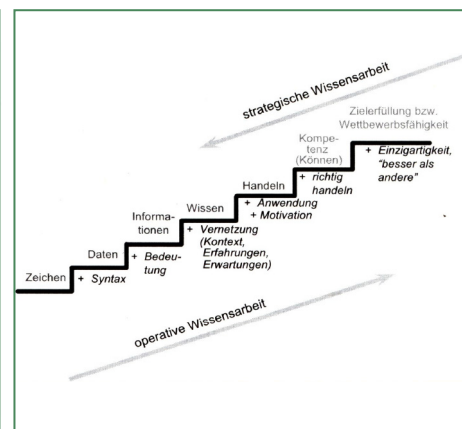 strategische Wissensarbeit
Zielerfüllung bzw.
Wettbewerbsfähigkeit
+ Einzigartigkeit,
"besser als
andere"
Kompe-
tenz
(Können)
+ richtig
handeln
Handeln
+ Anwendung
+ Motivation
Wissen
+ Vernetzung
(Kontext,
Erfahrungen,
Erwartungen)
Informa-
tionen
+ Bedeu-
tung
Daten
+ Syntax
Zeichen
operative Wissensarbeit